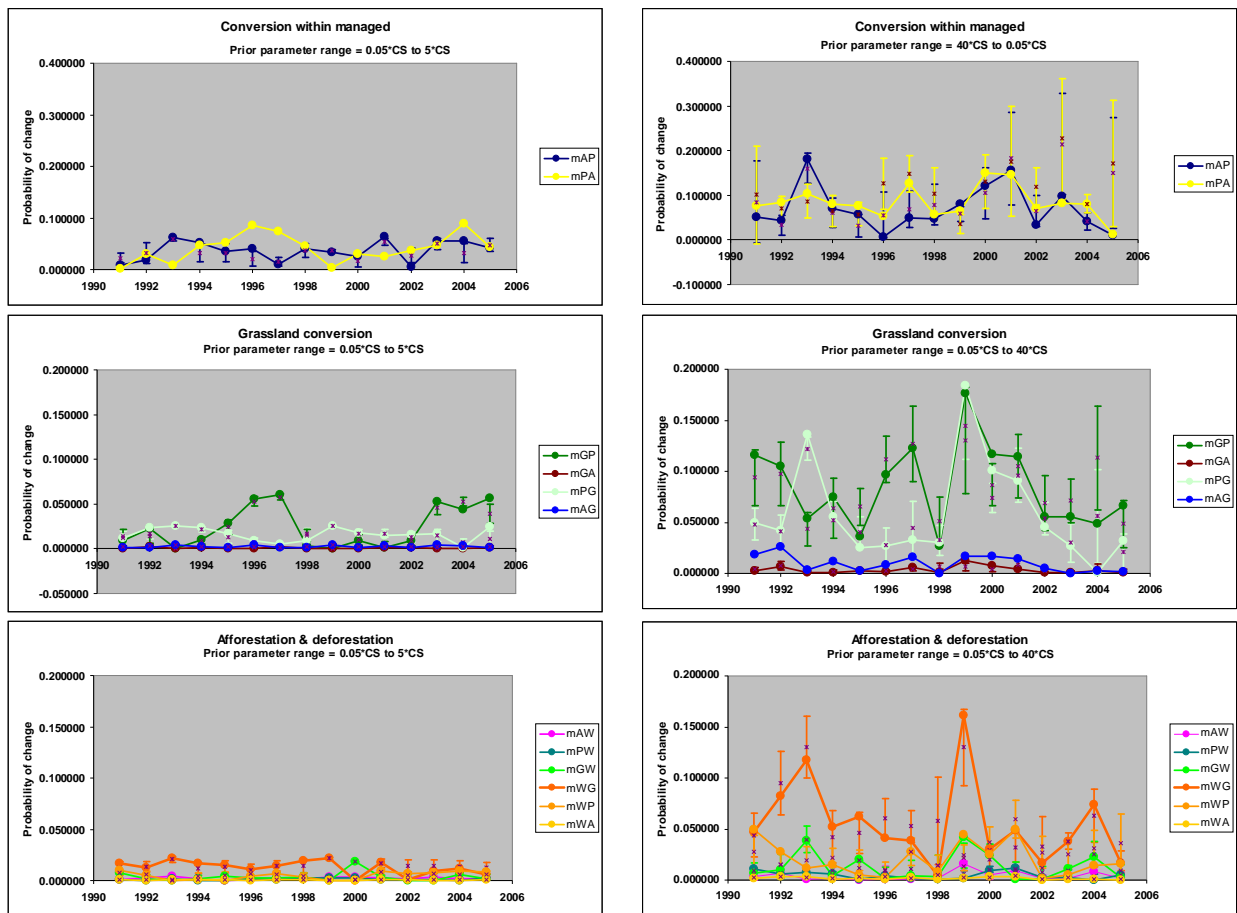 Conversion within managed
Prior parameter range = 0.05*CS to 5*CS
Probability of change
0.400000
0.300000
0.200000
0.100000
0.000000
1990 1992 1994 1996 1998 2000 2002 2004 2006
mAP
mPA
Conversion within managed
Prior parameter range = 40*CS to 0.05*CS
Probability of change
0.400000
0.300000
0.200000
0.100000
0.000000
-0.100000
1990 1992 1994 1996 1998 2000 2002 2004 2006
mAP
mPA
Grassland conversion
Prior parameter range = 0.05*CS to 5*CS
Probability of change
0.200000
0.150000
0.100000
0.050000
0.000000
-0.050000
1990 1992 1994 1996 1998 2000 2002 2004 2006
mGP
mGA
mPG
mAG
Grassland conversion
Prior parameter range = 0.05*CS to 40*CS
Probability of change
0.200000
0.150000
0.100000
0.050000
0.000000
1990 1992 1994 1996 1998 2000 2002 2004 2006
mGP
mGA
mPG
mAG
Afforestation & deforestation
Prior parameter range = 0.05*CS to 5*CS
Probability of change
0.200000
0.150000
0.100000
0.050000
0.000000
1990 1992 1994 1996 1998 2000 2002 2004 2006
mAW
mPW
mGW
mWG
mWP
mWA
Afforestation & deforestation
Prior parameter range = 0.05*CS to 40*CS
Probability of change
0.200000
0.150000
0.100000
0.050000
0.000000
1990 1992 1994 1996 1998 2000 2002 2004 2006
mAW
mPW
mGW
mWG
mWP
mWA